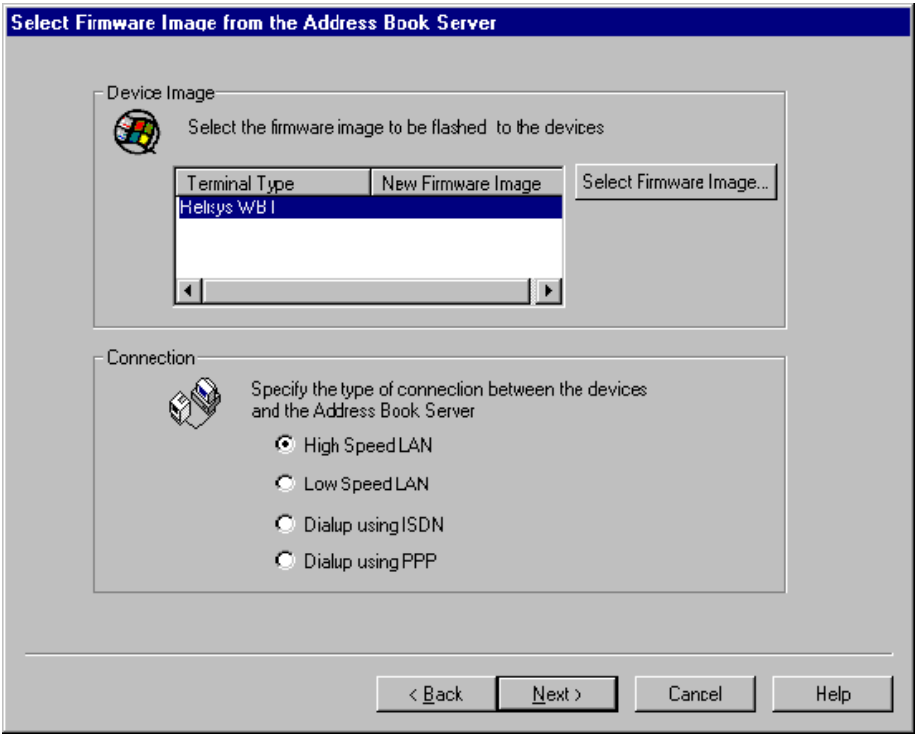 Select Firmware Image from the Address Book Server
Device Image
Select the firmware image to be flashed to the devices
Terminal Type
New Firmware Image
Select Firmware Image...
Relisys WBT
Connection
Specify the type of connection between the devices
and the Address Book Server
High Speed LAN
Low Speed LAN
Dialup using ISDN
Dialup using PPP
< Back
Next >
Cancel
Help